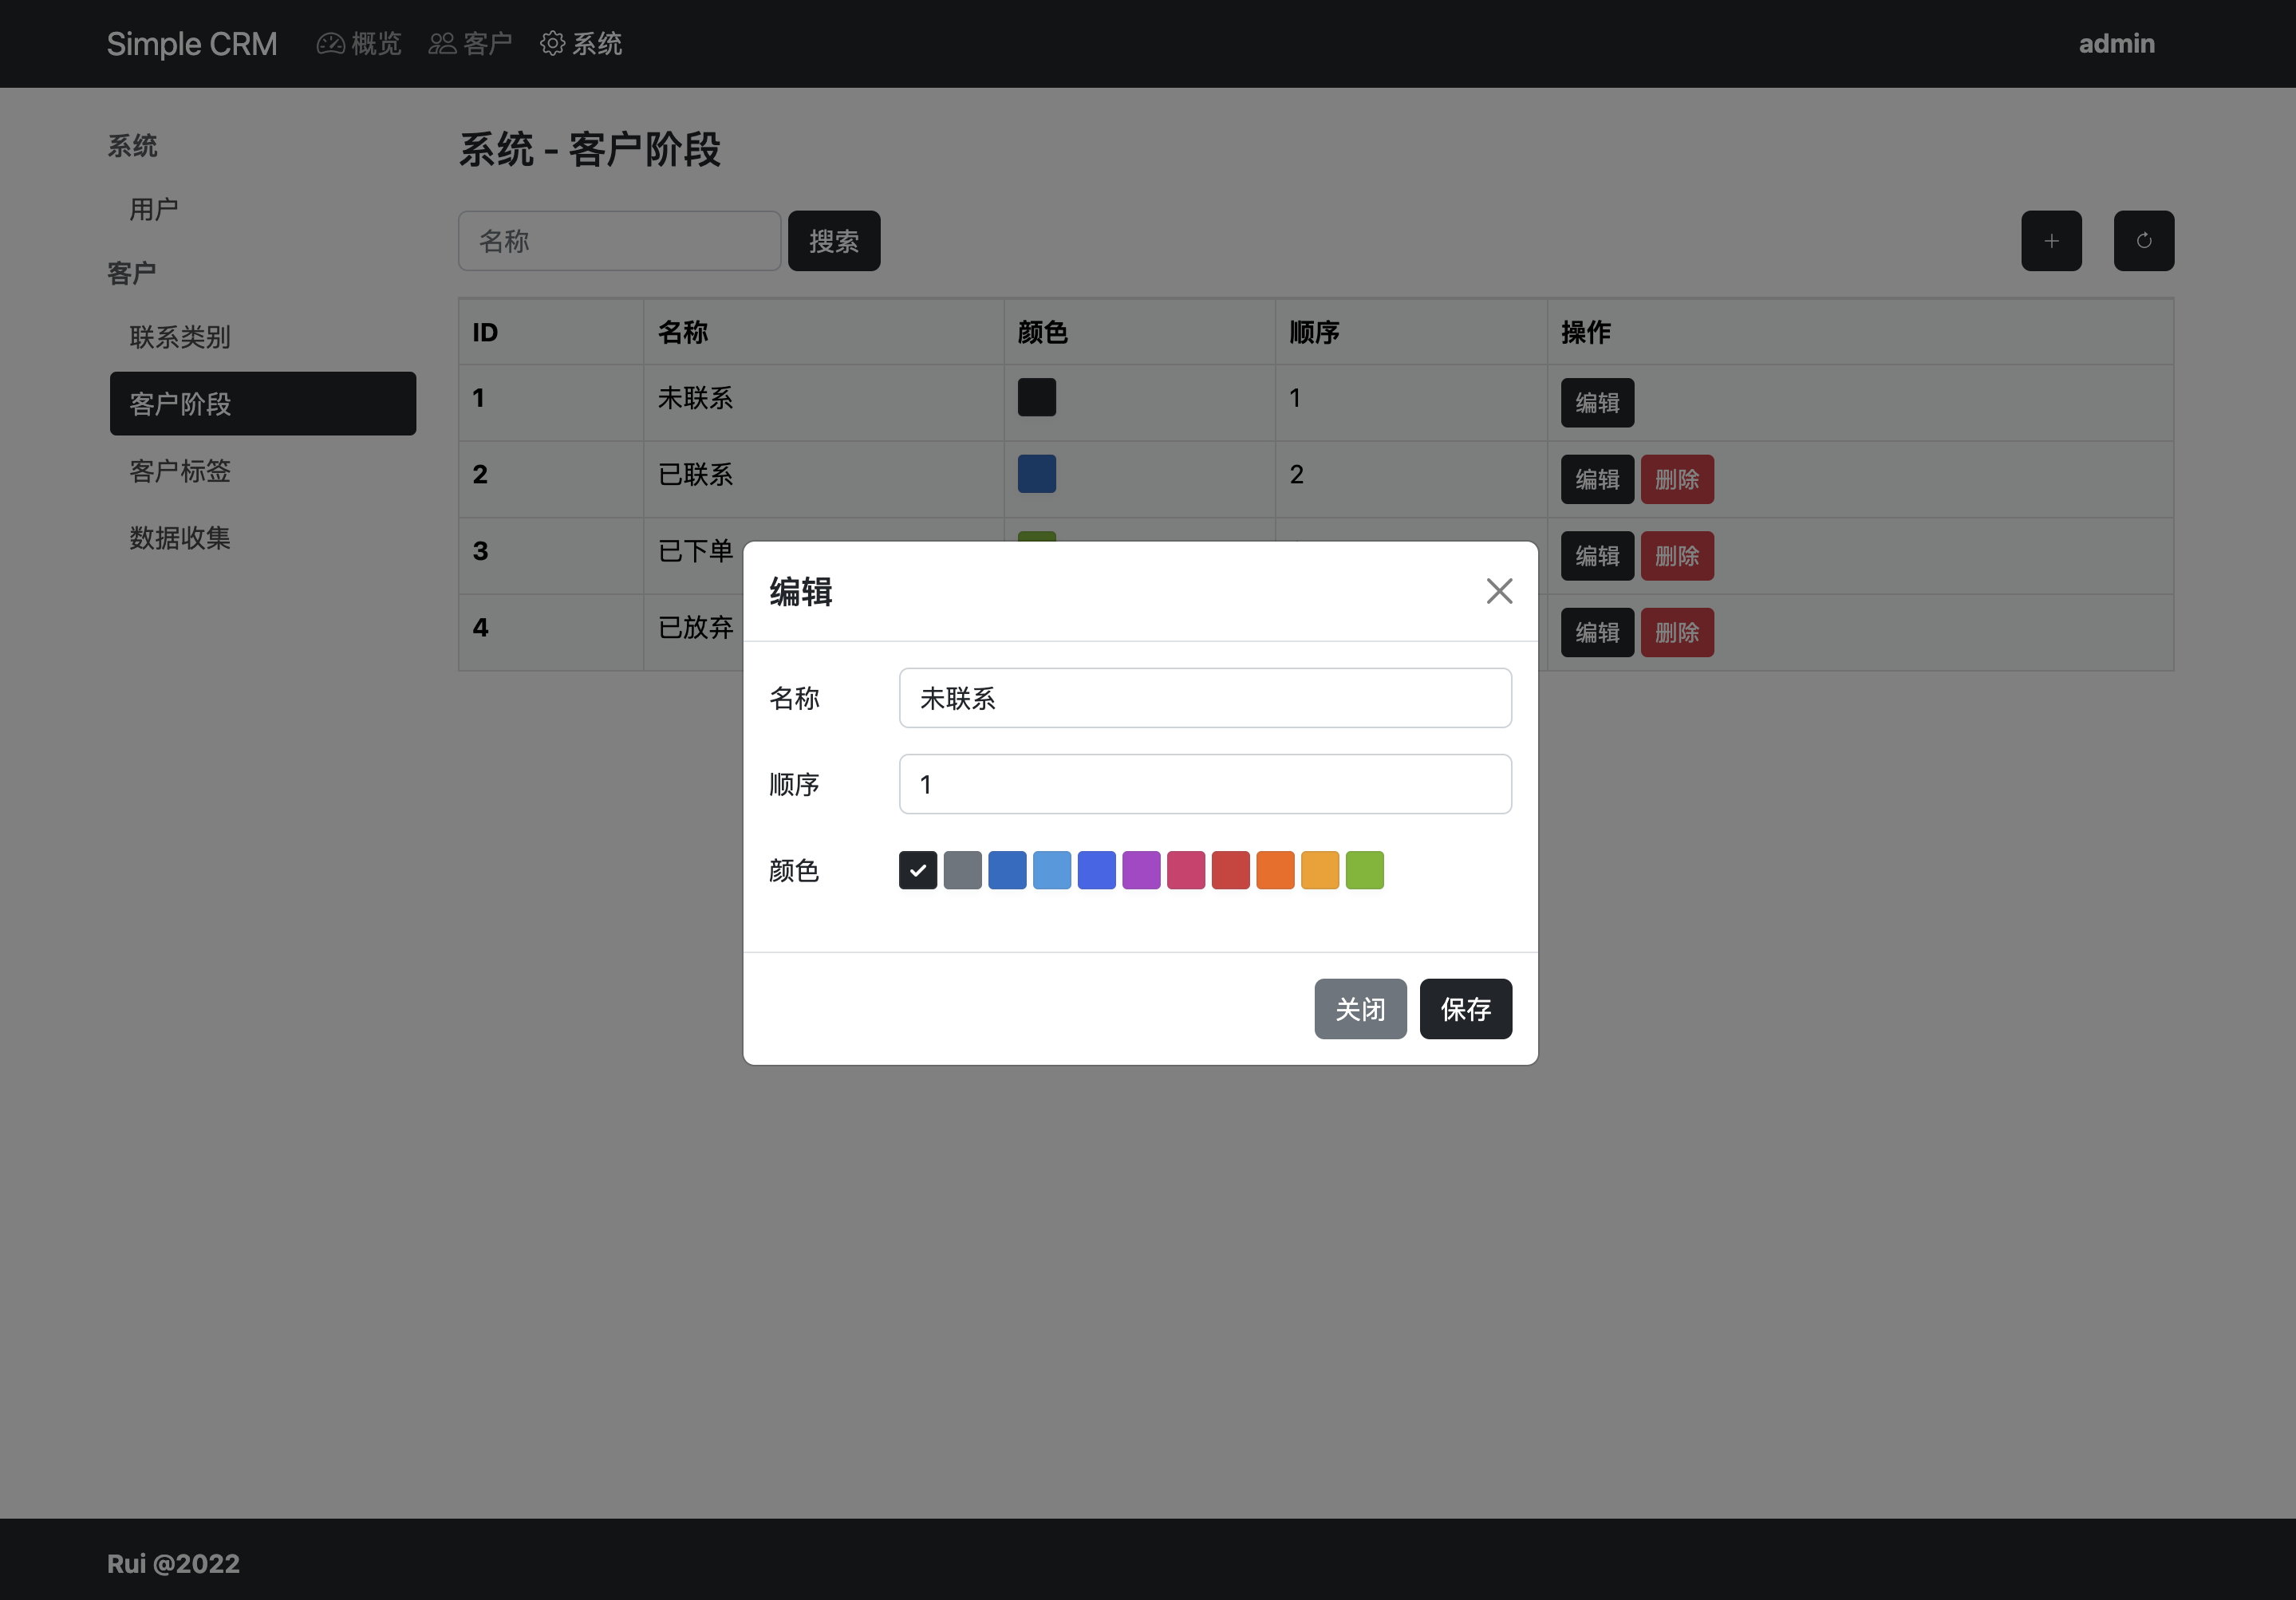 Simple CRM 概览 客户 系统 admin
系统
用户
客户
联系类别
客户阶段
客户标签
数据收集
系统 - 客户阶段
名称 搜索
ID 名称 颜色 顺序 操作
1 未联系 1 编辑
2 已联系 2 编辑 删除
3 已下单 编辑 删除
4 已放弃 编辑 删除
编辑
名称 未联系
顺序 1
颜色
关闭 保存
Rui @2022